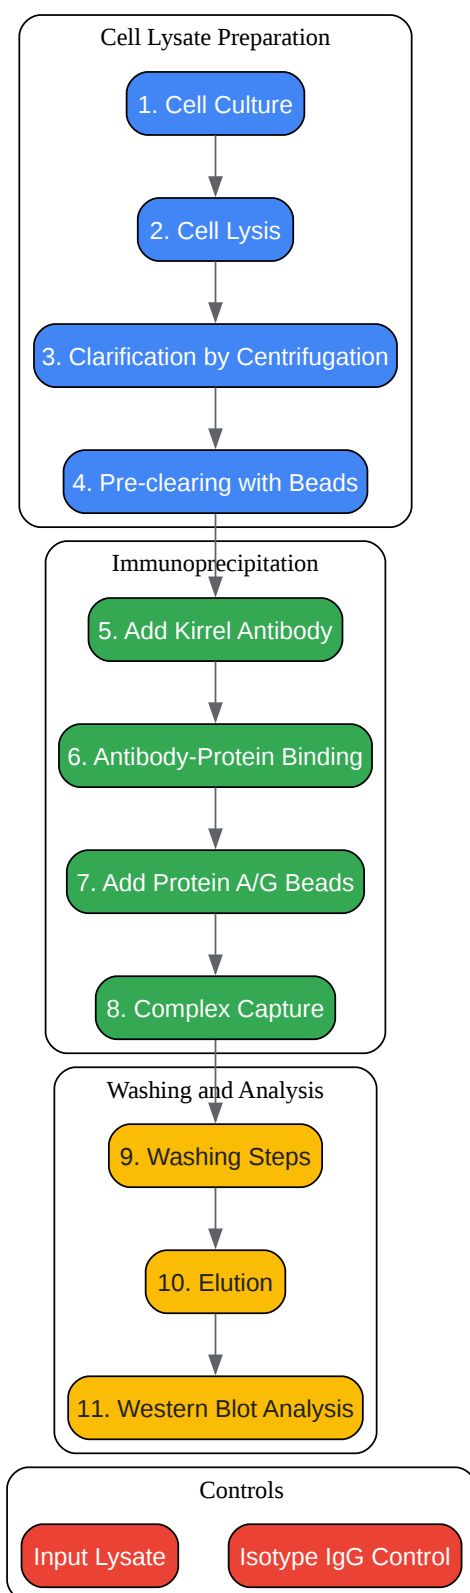 Cell Lysate Preparation
1. Cell Culture
2. Cell Lysis
3. Clarification by Centrifugation
4. Pre-clearing with Beads
Immunoprecipitation
5. Add Kirrel Antibody
6. Antibody-Protein Binding
7. Add Protein A/G Beads
8. Complex Capture
Washing and Analysis
9. Washing Steps
10. Elution
11. Western Blot Analysis
Controls
Input Lysate
Isotype IgG Control